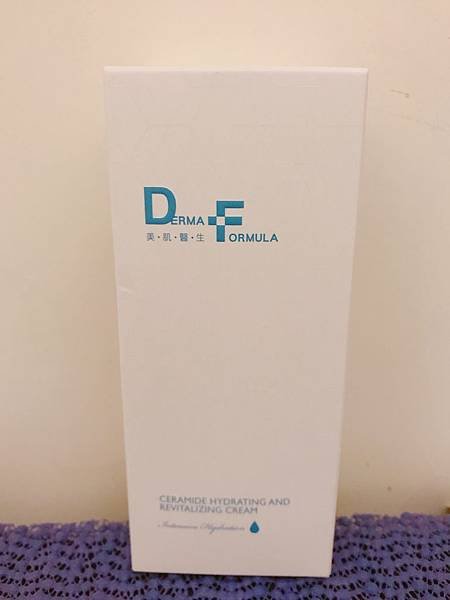 DERMA FORMULA
美·肌·醫·生
CERAMIDE HYDRATING AND
REVITALIZING CREAM
Intensive Hydration